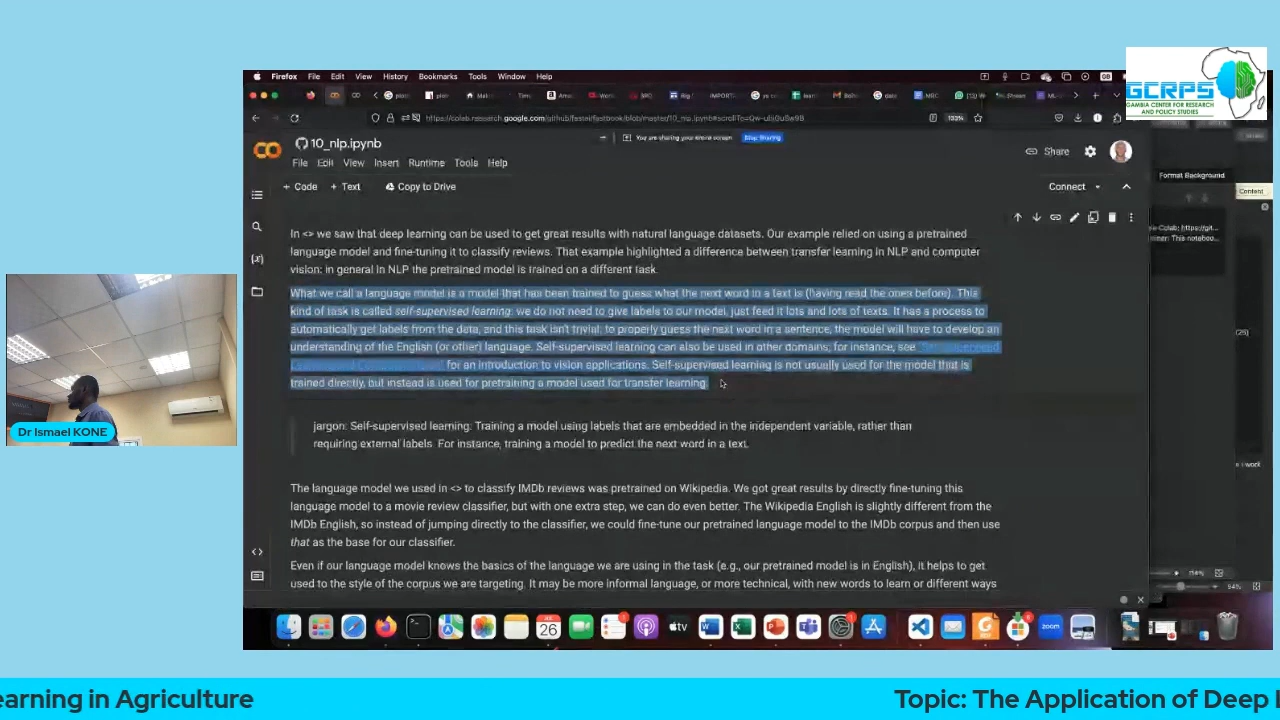 Firefox File Edit View History Bookmarks Tools Window Help
GCRPS
GAMBIA CENTER FOR RESEARCH
AND POLICY STUDIES
133%
10_nlp.ipynb
You are sharing your entire screen Stop Sharing
Share
File Edit View Insert Runtime Tools Help
+ Code + Text Copy to Drive
Connect
Format Background
Content
In <> we saw that deep learning can be used to get great results with natural language datasets. Our example relied on using a pretrained
language model and fine-tuning it to classify reviews. That example highlighted a difference between transfer learning in NLP and computer
vision: in general in NLP the pretrained model is trained on a different task.
What we call a language model is a model that has been trained to guess what the next word in a text is (having read the ones before). This
kind of task is called self-supervised learning: we do not need to give labels to our model, just feed it lots and lots of texts. It has a process to
automatically get labels from the data, and this task isn't trivial: to properly guess the next word in a sentence, the model will have to develop an
understanding of the English (or other) language. Self-supervised learning can also be used in other domains; for instance, see
for an introduction to vision applications. Self-supervised learning is not usually used for the model that is
trained directly, but instead is used for pretraining a model used for transfer learning.
jargon: Self-supervised learning: Training a model using labels that are embedded in the independent variable, rather than
requiring external labels. For instance, training a model to predict the next word in a text.
The language model we used in <> to classify IMDb reviews was pretrained on Wikipedia. We got great results by directly fine-tuning this
language model to a movie review classifier, but with one extra step, we can do even better. The Wikipedia English is slightly different from the
IMDb English, so instead of jumping directly to the classifier, we could fine-tune our pretrained language model to the IMDb corpus and then use
that as the base for our classifier.
Even if our language model knows the basics of the language we are using in the task (e.g., our pretrained model is in English), it helps to get
used to the style of the corpus we are targeting. It may be more informal language, or more technical, with new words to learn or different ways
Dr Ismael KONE
26
tv
zoom
94%
earning in Agriculture
Topic: The Application of Deep